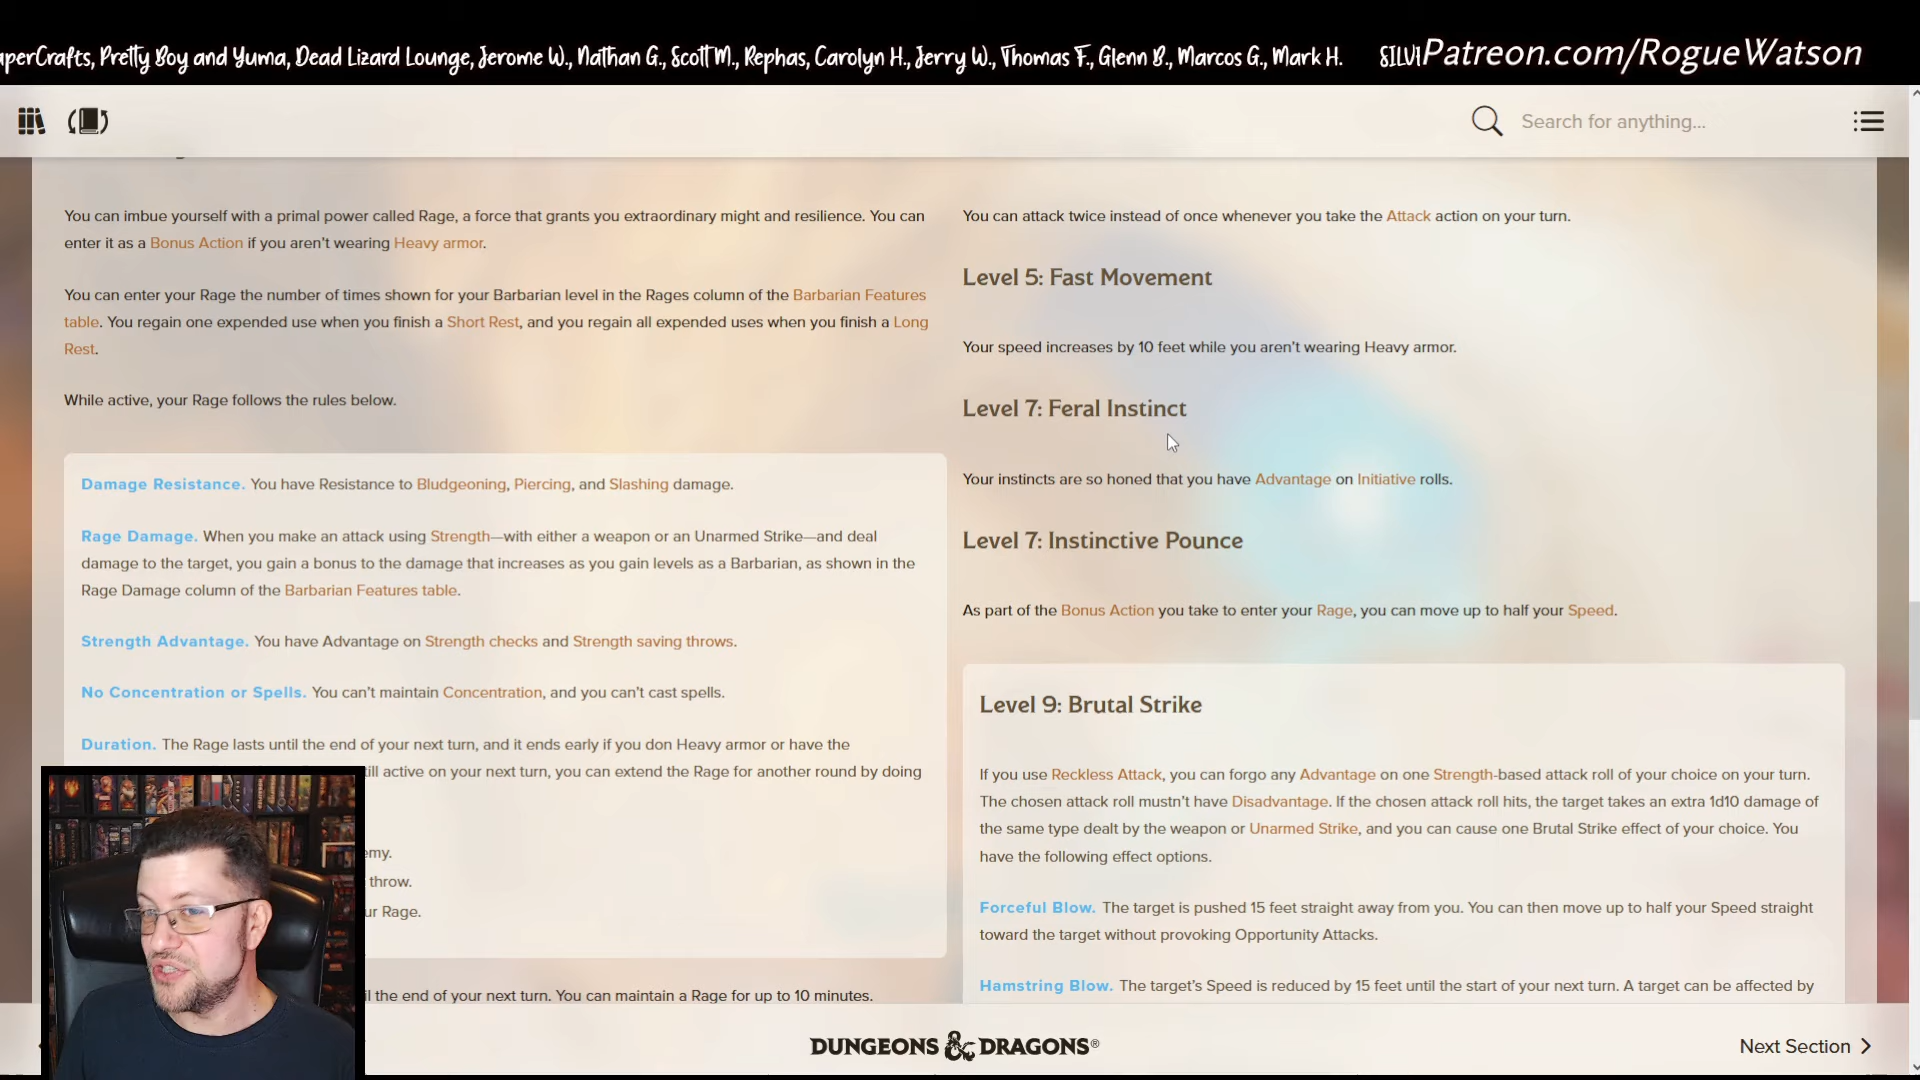 aperCrafts, Pretty Boy and Yuma, Dead Lizard Lounge, Jerome W., Nathan G., Scott M., Rephas, Carolyn H., Jerry W., Thomas F., Glenn B., Marcos G., Mark H. SILV
Patreon.com/RogueWatson
Search for anything...
You can imbue yourself with a primal power called Rage, a force that grants you extraordinary might and resilience. You can
enter it as a Bonus Action if you aren't wearing Heavy armor.
You can enter your Rage the number of times shown for your Barbarian level in the Rages column of the Barbarian Features
table. You regain one expended use when you finish a Short Rest, and you regain all expended uses when you finish a Long
Rest.
While active, your Rage follows the rules below.
Damage Resistance. You have Resistance to Bludgeoning, Piercing, and Slashing damage.
Rage Damage. When you make an attack using Strength—with either a weapon or an Unarmed Strike—and deal
damage to the target, you gain a bonus to the damage that increases as you gain levels as a Barbarian, as shown in the
Rage Damage column of the Barbarian Features table.
Strength Advantage. You have Advantage on Strength checks and Strength saving throws.
No Concentration or Spells. You can't maintain Concentration, and you can't cast spells.
Duration. The Rage lasts until the end of your next turn, and it ends early if you don Heavy armor or have the
till active on your next turn, you can extend the Rage for another round by doing
emy.
throw.
ur Rage.
il the end of your next turn. You can maintain a Rage for up to 10 minutes.
You can attack twice instead of once whenever you take the Attack action on your turn.
Level 5: Fast Movement
Your speed increases by 10 feet while you aren't wearing Heavy armor.
Level 7: Feral Instinct
Your instincts are so honed that you have Advantage on Initiative rolls.
Level 7: Instinctive Pounce
As part of the Bonus Action you take to enter your Rage, you can move up to half your Speed.
Level 9: Brutal Strike
If you use Reckless Attack, you can forgo any Advantage on one Strength-based attack roll of your choice on your turn.
The chosen attack roll mustn't have Disadvantage. If the chosen attack roll hits, the target takes an extra 1d10 damage of
the same type dealt by the weapon or Unarmed Strike, and you can cause one Brutal Strike effect of your choice. You
have the following effect options.
Forceful Blow. The target is pushed 15 feet straight away from you. You can then move up to half your Speed straight
toward the target without provoking Opportunity Attacks.
Hamstring Blow. The target's Speed is reduced by 15 feet until the start of your next turn. A target can be affected by
DUNGEONS & DRAGONS®
Next Section